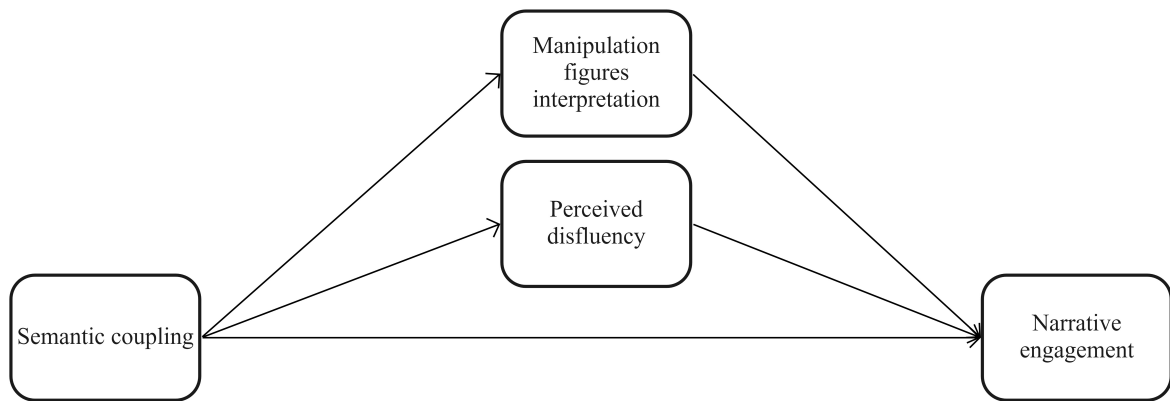 Manipulation
figures
interpretation
Perceived
disfluency
Semantic coupling
Narrative
engagement